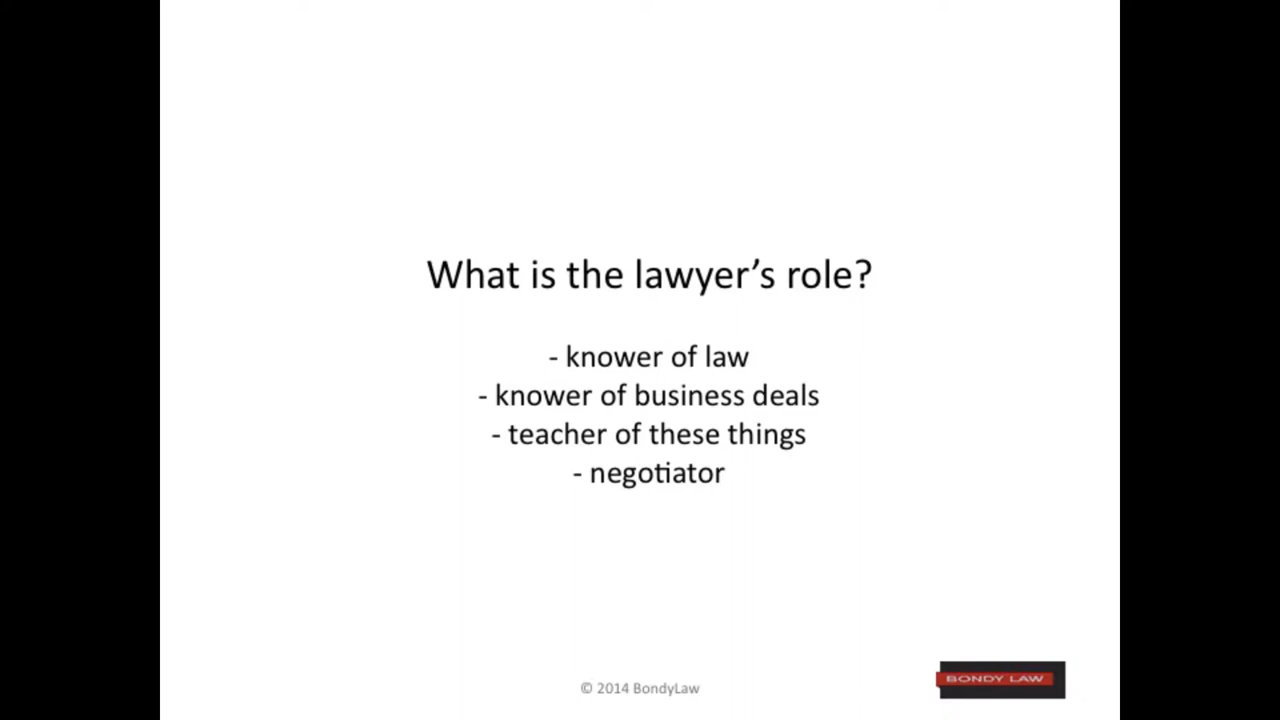 What is the lawyer’s role?
- knower of law
- knower of business deals
- teacher of these things
- negotiator
© 2014 BondyLaw
BONDY LAW